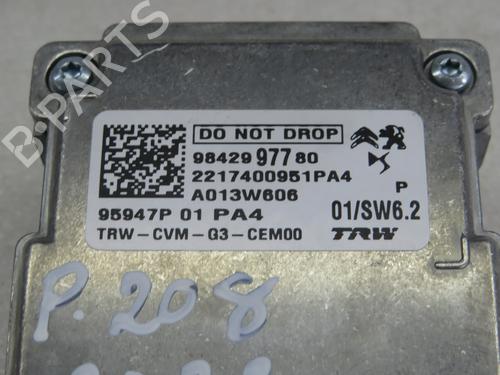 DO NOT DROP
98429 977 80
2217400951PA4
A013W606
P
95947P 01 PA4
01/SW6.2
TRW-CVM-G3-CEM00
TRW
P. 208
B-PARTS